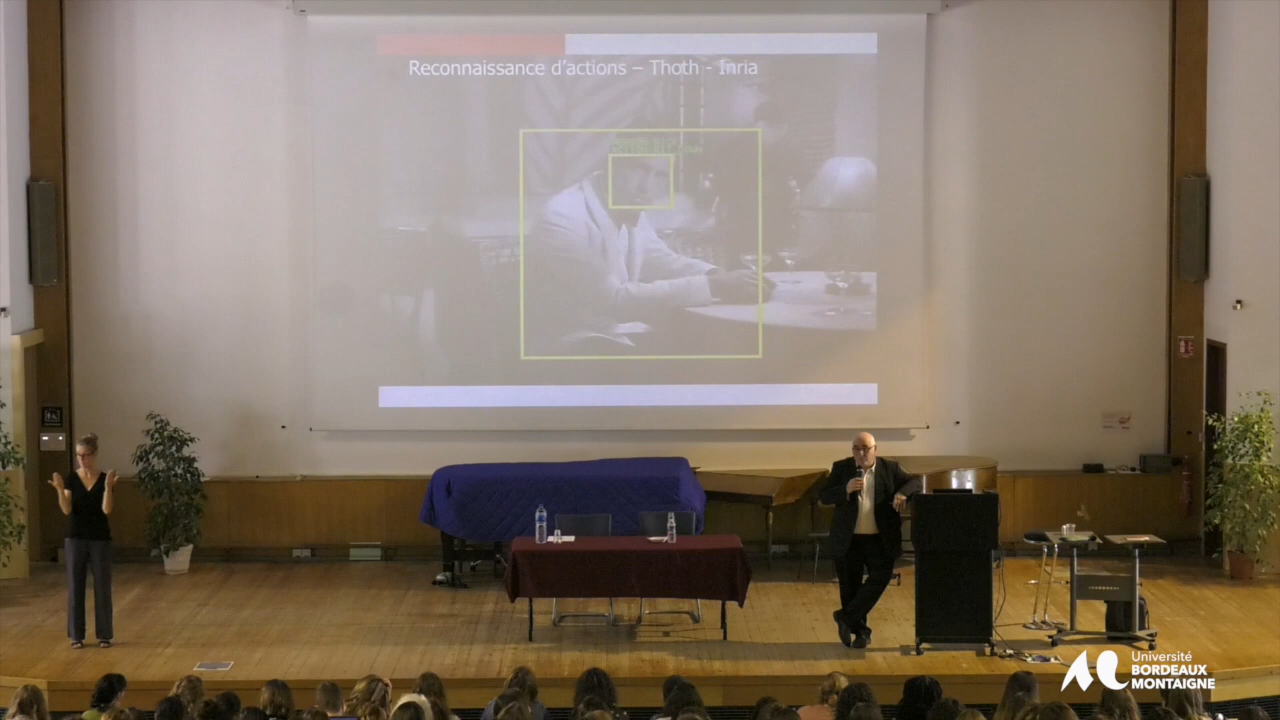 Reconnaissance d'actions – Thoth - Inria
Université
BORDEAUX
MONTAIGNE